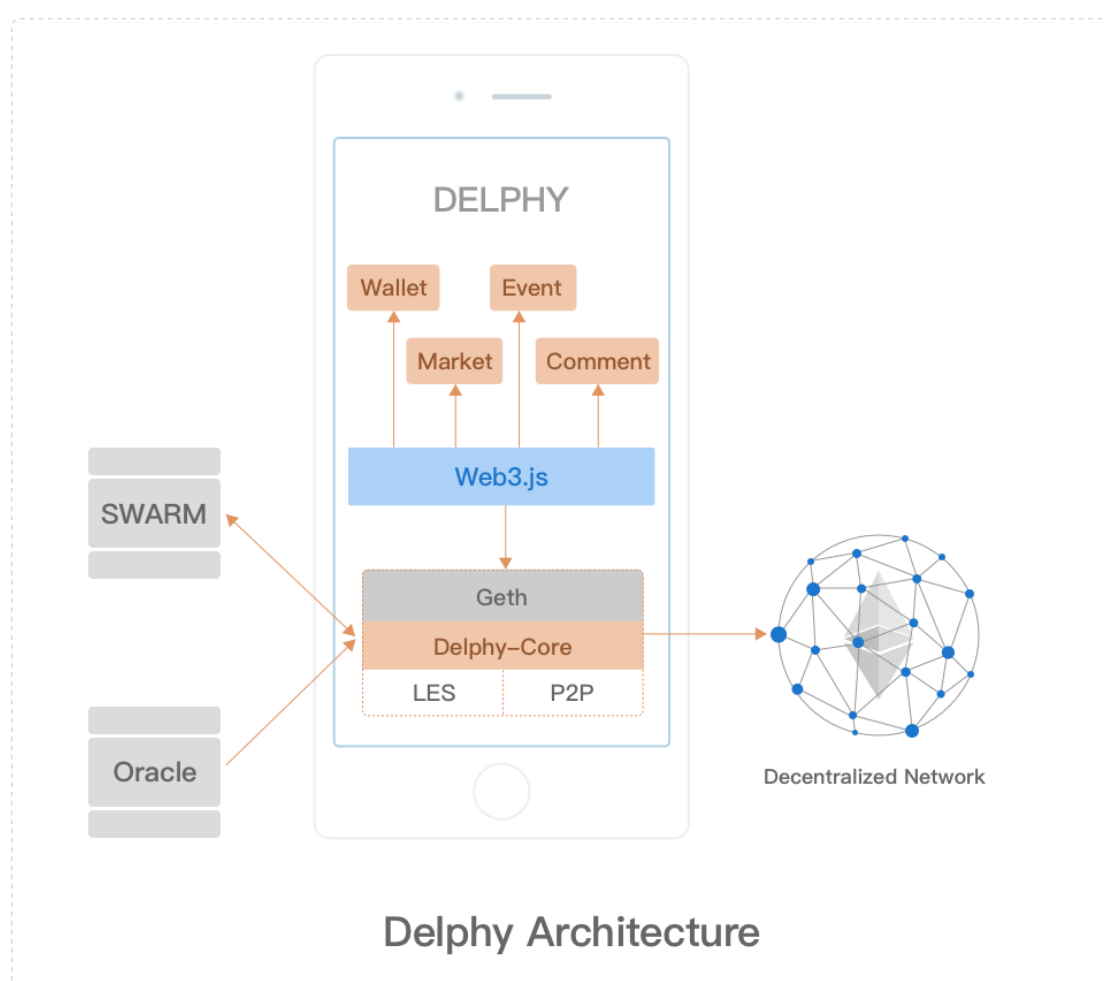 DELPHY
Wallet
Event
Market
Comment
Web3.js
SWARM
Geth
Delphy-Core
LES
P2P
Oracle
Decentralized Network
Delphy Architecture